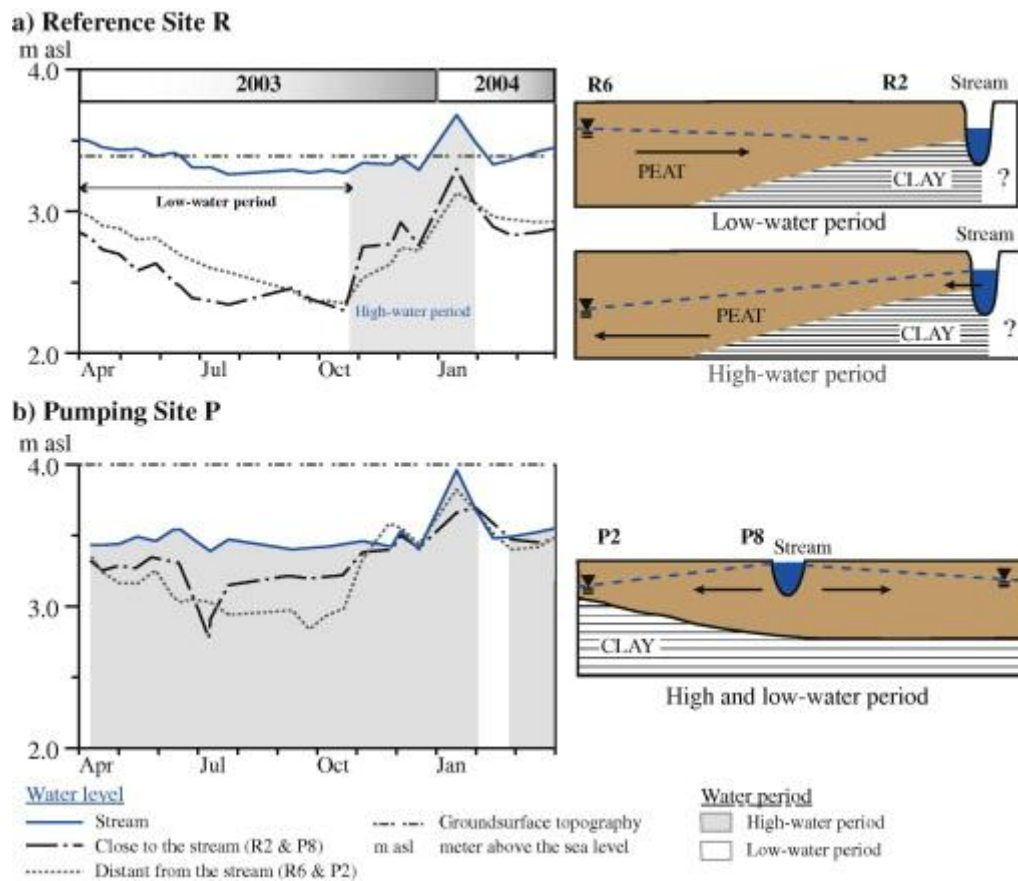 a) Reference Site R
m asl
4.0
2003
2004
3.0
Low-water period
High-water period
2.0
Apr
Jul
Oct
Jan
R6
R2
Stream
PEAT
CLAY
?
Low-water period
Stream
PEAT
CLAY
?
High-water period
b) Pumping Site P
m asl
4.0
3.0
2.0
Apr
Jul
Oct
Jan
P2
P8
Stream
CLAY
High and low-water period
Water level
Stream
Close to the stream (R2 & P8)
Distant from the stream (R6 & P2)
Groundsurface topography
m asl meter above the sea level
Water period
High-water period
Low-water period